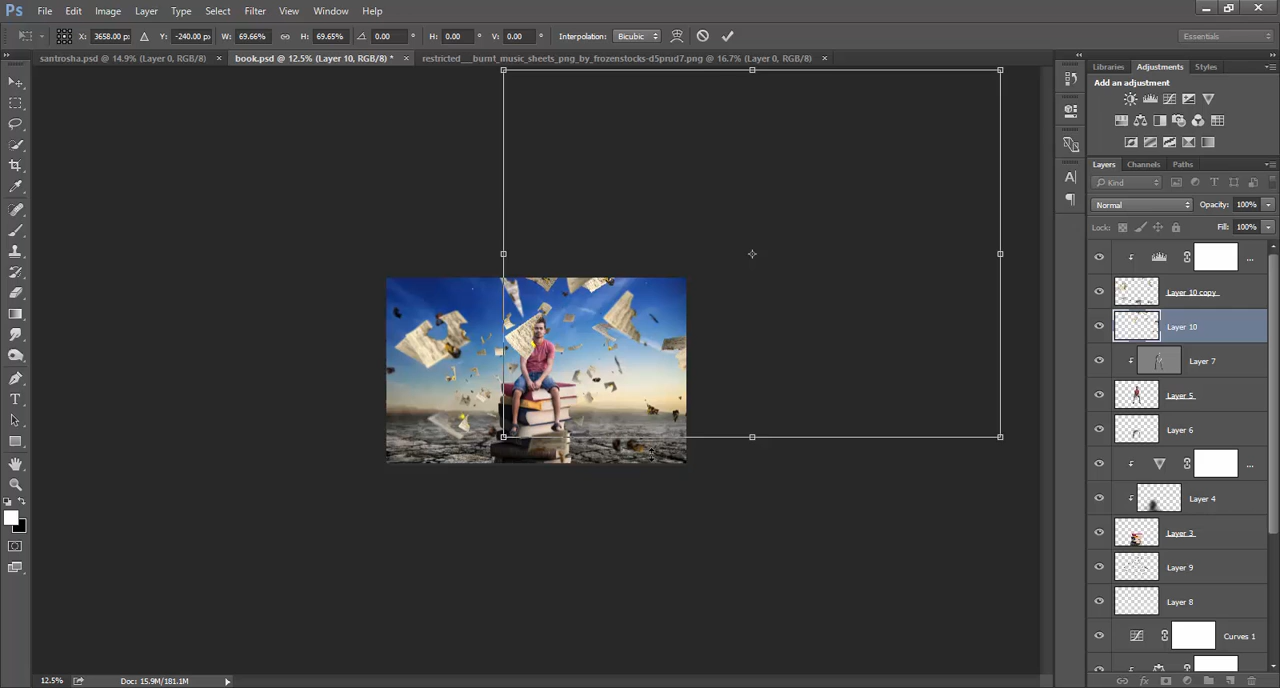 Ps File Edit Image Layer Type Select Filter View Window Help
X: 3658.00 px Y: -240.00 px W: 69.66% H: 69.65% 0.00 ° H: 0.00 ° V: 0.00 ° Interpolation: Bicubic Essentials
santrosha.psd @ 14.9% (Layer 0, RGB/8) × book.psd @ 12.5% (Layer 10, RGB/8) * × restricted__burnt_music_sheets_png_by_frozenstocks-d5prud7.png @ 16.7% (Layer 0, RGB/8) ×
Libraries Adjustments Styles
Add an adjustment
Layers Channels Paths
Kind
Normal Opacity: 100%
Lock: Fill: 100%
...
Layer 10 copy
Layer 10
Layer 7
Layer 5
Layer 6
...
Layer 4
Layer 3
Layer 9
Layer 8
Curves 1
12.5% Doc: 15.9M/181.1M